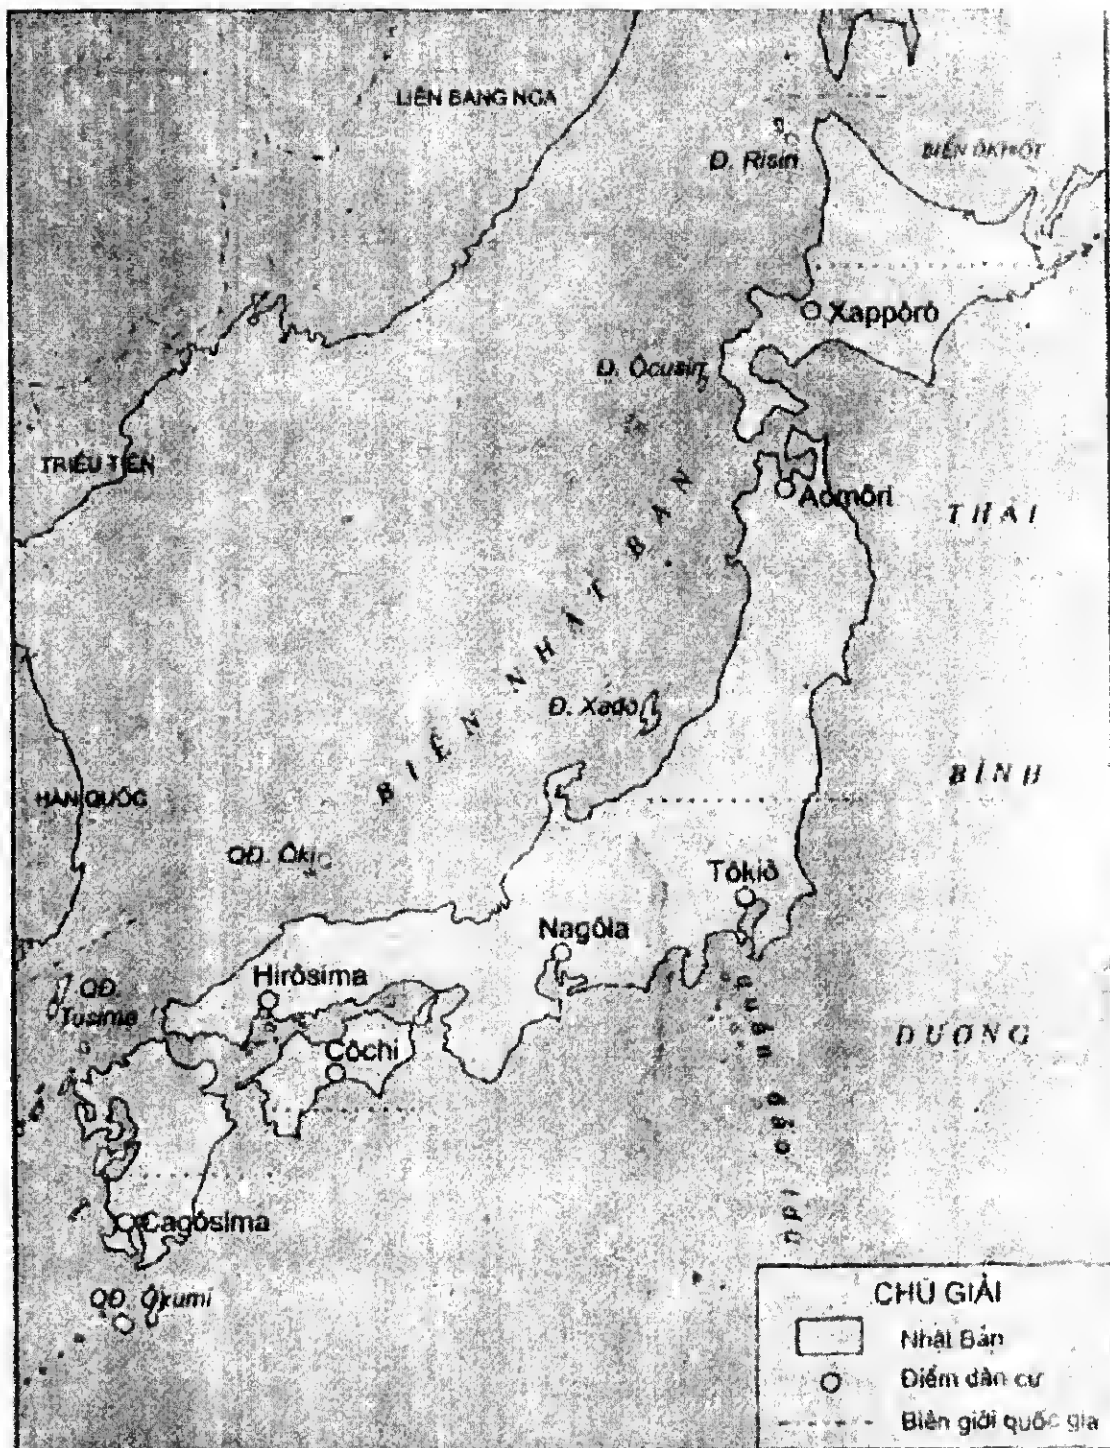 LIÊN BANG NGA
Đ. Risin
BIỂN ÔKHỐT
Xappôrô
Đ. Ôcusin
TRIỀU TIÊN
Aômôri
THÁI
BIỂN NHẬT BẢN
Đ. Xađô
BÌNH
HÀN QUỐC
QĐ. Ôki
Tôkiô
Nagôla
QĐ.
Tusima
Hirôsima
DƯƠNG
Côchi
Cagôsima
QĐ. Ôxumi
CHÚ GIẢI
Nhật Bản
Điểm dân cư
Biên giới quốc gia